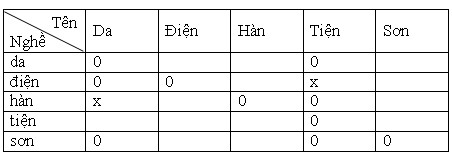 Tên
Nghề Da Điện Hàn Tiện Sơn
da 0 0
điện 0 0 x
hàn x 0 0
tiện 0
sơn 0 0 0